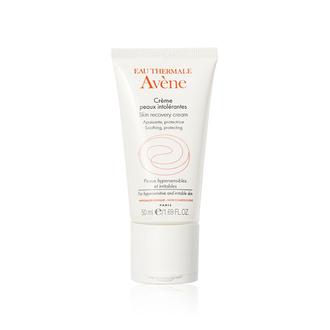 EAU THERMALE
Avène
Crème
peaux intolérantes
Skin recovery cream
Apaisante, protectrice
Soothing, protecting
Peaux hypersensibles
et irritables
For hypersensitive and irritable skin
PARIS
50 ml e/1.69 FL.OZ.